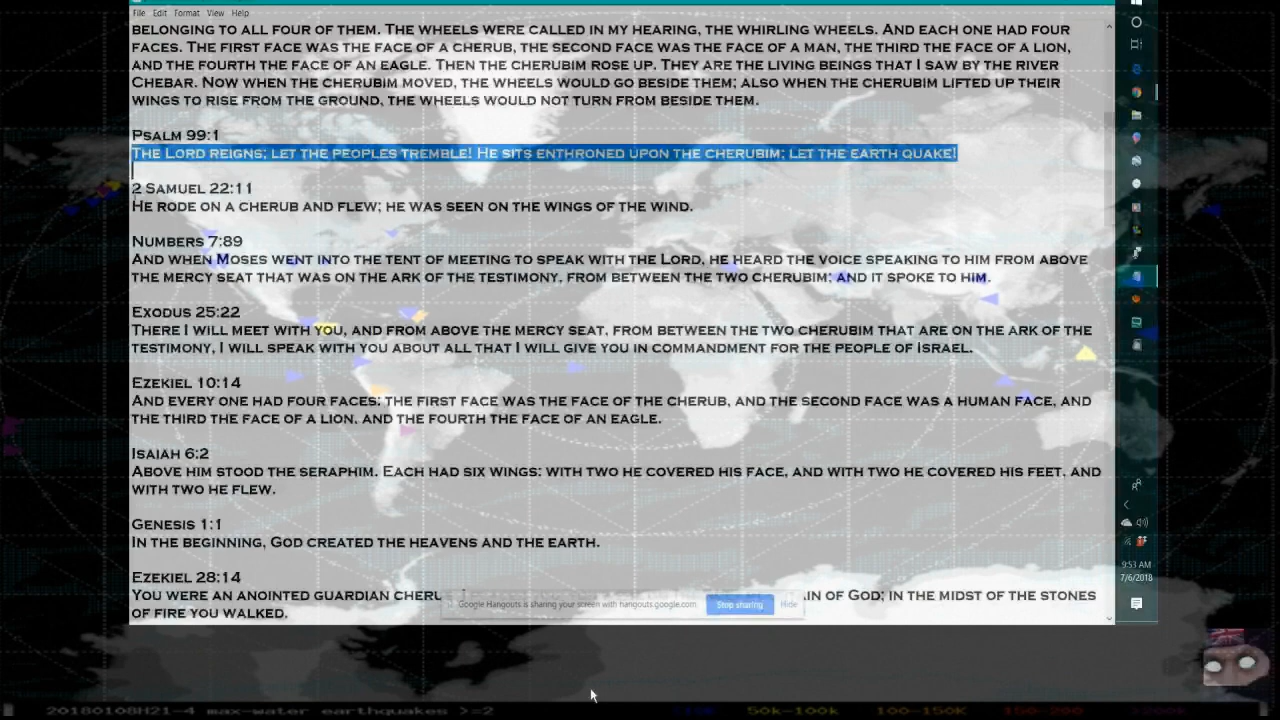 File Edit Format View Help
BELONGING TO ALL FOUR OF THEM. THE WHEELS WERE CALLED IN MY HEARING, THE WHIRLING WHEELS. AND EACH ONE HAD FOUR
FACES. THE FIRST FACE WAS THE FACE OF A CHERUB, THE SECOND FACE WAS THE FACE OF A MAN, THE THIRD THE FACE OF A LION,
AND THE FOURTH THE FACE OF AN EAGLE. THEN THE CHERUBIM ROSE UP. THEY ARE THE LIVING BEINGS THAT I SAW BY THE RIVER
CHEBAR. NOW WHEN THE CHERUBIM MOVED, THE WHEELS WOULD GO BESIDE THEM; ALSO WHEN THE CHERUBIM LIFTED UP THEIR
WINGS TO RISE FROM THE GROUND, THE WHEELS WOULD NOT TURN FROM BESIDE THEM.
PSALM 99:1
THE LORD REIGNS; LET THE PEOPLES TREMBLE! HE SITS ENTHRONED UPON THE CHERUBIM; LET THE EARTH QUAKE!
2 SAMUEL 22:11
HE RODE ON A CHERUB AND FLEW; HE WAS SEEN ON THE WINGS OF THE WIND.
NUMBERS 7:89
AND WHEN MOSES WENT INTO THE TENT OF MEETING TO SPEAK WITH THE LORD, HE HEARD THE VOICE SPEAKING TO HIM FROM ABOVE
THE MERCY SEAT THAT WAS ON THE ARK OF THE TESTIMONY, FROM BETWEEN THE TWO CHERUBIM; AND IT SPOKE TO HIM.
EXODUS 25:22
THERE I WILL MEET WITH YOU, AND FROM ABOVE THE MERCY SEAT, FROM BETWEEN THE TWO CHERUBIM THAT ARE ON THE ARK OF THE
TESTIMONY, I WILL SPEAK WITH YOU ABOUT ALL THAT I WILL GIVE YOU IN COMMANDMENT FOR THE PEOPLE OF ISRAEL.
EZEKIEL 10:14
AND EVERY ONE HAD FOUR FACES: THE FIRST FACE WAS THE FACE OF THE CHERUB, AND THE SECOND FACE WAS A HUMAN FACE, AND
THE THIRD THE FACE OF A LION, AND THE FOURTH THE FACE OF AN EAGLE.
ISAIAH 6:2
ABOVE HIM STOOD THE SERAPHIM. EACH HAD SIX WINGS: WITH TWO HE COVERED HIS FACE, AND WITH TWO HE COVERED HIS FEET, AND
WITH TWO HE FLEW.
GENESIS 1:1
IN THE BEGINNING, GOD CREATED THE HEAVENS AND THE EARTH.
EZEKIEL 28:14
YOU WERE AN ANOINTED GUARDIAN CHERU IN OF GOD; IN THE MIDST OF THE STONES
OF FIRE YOU WALKED.
Google Hangouts is sharing your screen with hangouts.google.com. Stop sharing Hide
9:53 AM
7/6/2018
20180108H21-4 max-water earthquakes >=2 50k-100k 100-150K 150-200